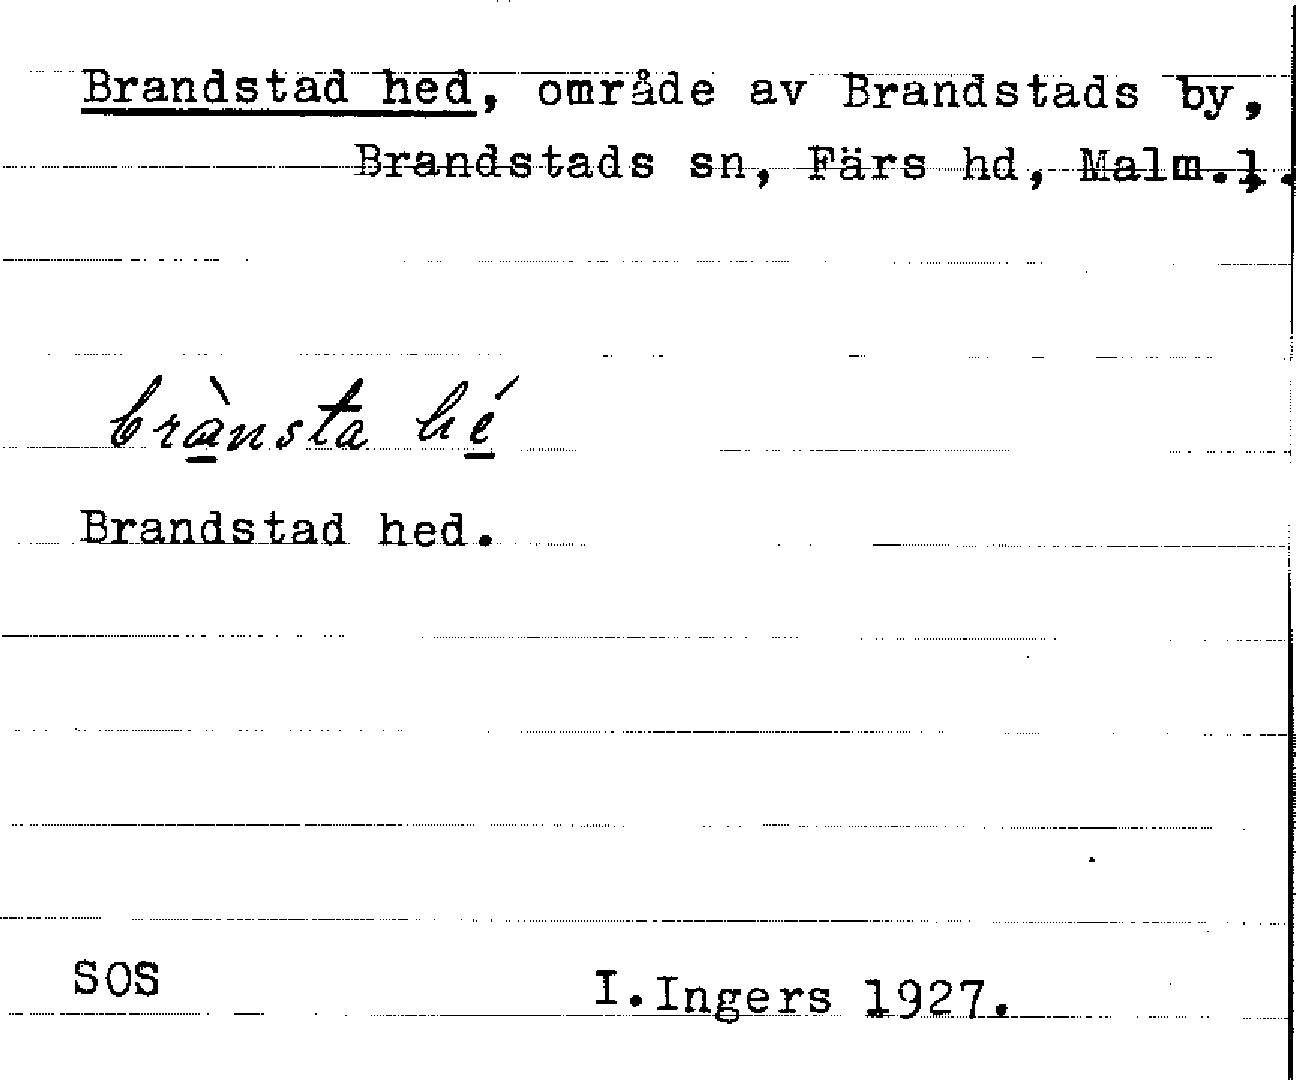 Brandstad hed, område av Brandstads by,
Brandstads sn, Färs hd, Malm.l.
brànsta hé
Brandstad hed.
SOS
I.Ingers 1927.